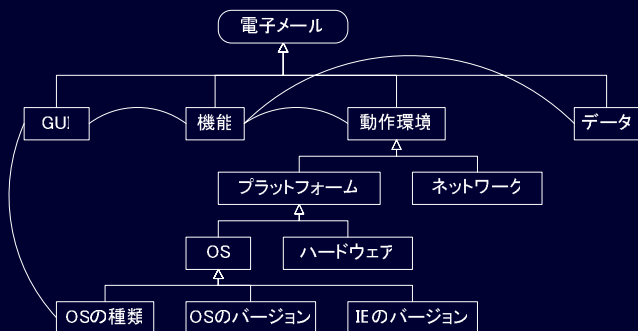 電子メール
GUI
機能
動作環境
データ
プラットフォーム
ネットワーク
OS
ハードウェア
OSの種類
OSのバージョン
IEのバージョン